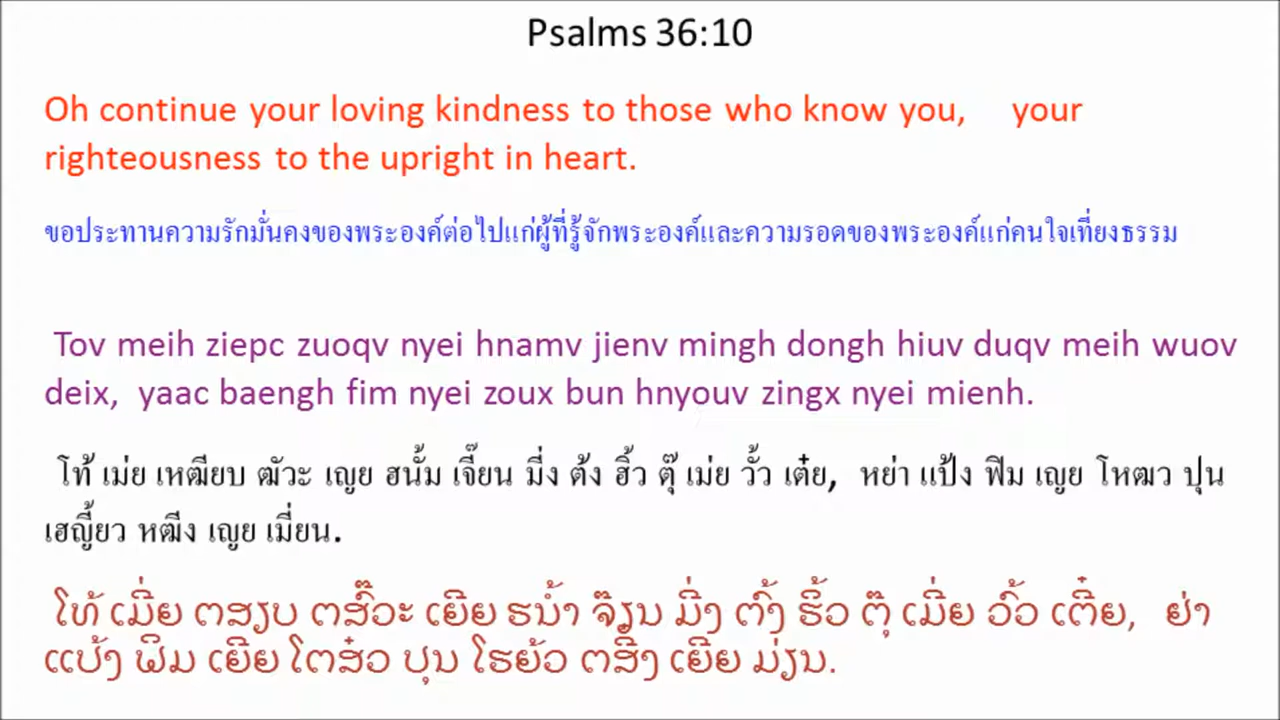 Psalms 36:10
Oh continue your loving kindness to those who know you, your
righteousness to the upright in heart.
ขอประทานความรักมั่นคงของพระองค์ต่อไปแก่ผู้ที่รู้จักพระองค์และความรอดของพระองค์แก่คนใจเที่ยงธรรม
Tov meih ziepc zuoqv nyei hnamv jienv mingh dongh hiuv duqv meih wuov
deix, yaac baengh fim nyei zoux bun hnyouv zingx nyei mienh.
โท้ เม่ย เหฒียบ ฒัวะ เญย ฮนั้ม เจี๊ยน มี่ง ต้ง ฮิ้ว ตุ๊ เม่ย วั้ว เต๋ย, หย่า แป้ง ฟิม เญย โหฒว ปุน
เฮญี้ยว หฒีง เญย เมี่ยน.
ໂທ້ ເມີ່ຍ ຕສຽບ ຕສົ໊ວະ ເຍີຍ ຮນ້ຳ ຈ໊ຽນ ມີ່ງ ຕົ້ງ ຮິ້ວ ຕຸ໊ ເມີ່ຍ ວົ້ວ ເຕີ໋ຍ, ຢ່າ
ແປ້ງ ຟິມ ເຍີຍ ໂຕສ໋ວ ປຸນ ໂຮຍ້ວ ຕສີ໋ງ ເຍີຍ ມ່ຽນ.